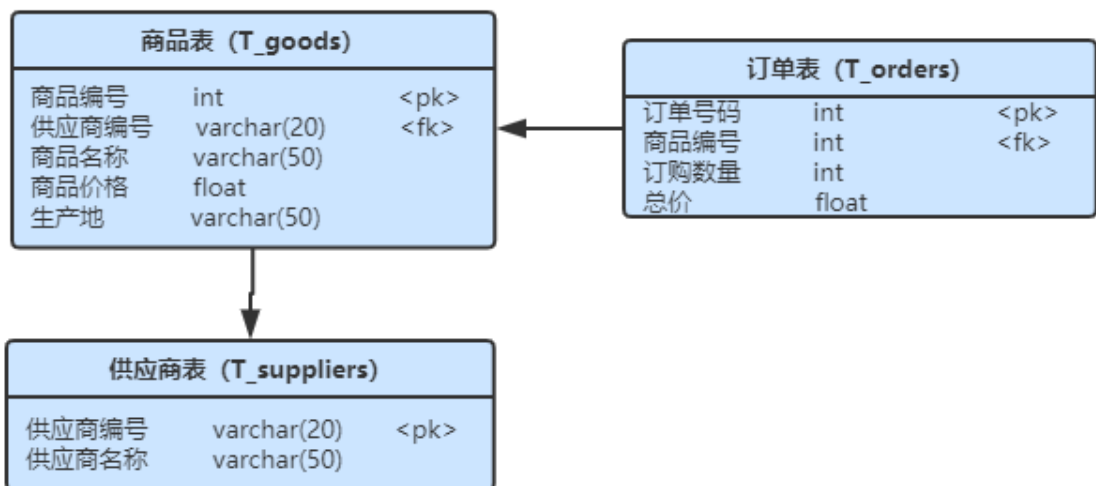 商品表（T_goods）
商品编号 int <pk>
供应商编号 varchar(20) <fk>
商品名称 varchar(50)
商品价格 float
生产地 varchar(50)
订单表（T_orders）
订单号码 int <pk>
商品编号 int <fk>
订购数量 int
总价 float
供应商表（T_suppliers）
供应商编号 varchar(20) <pk>
供应商名称 varchar(50)